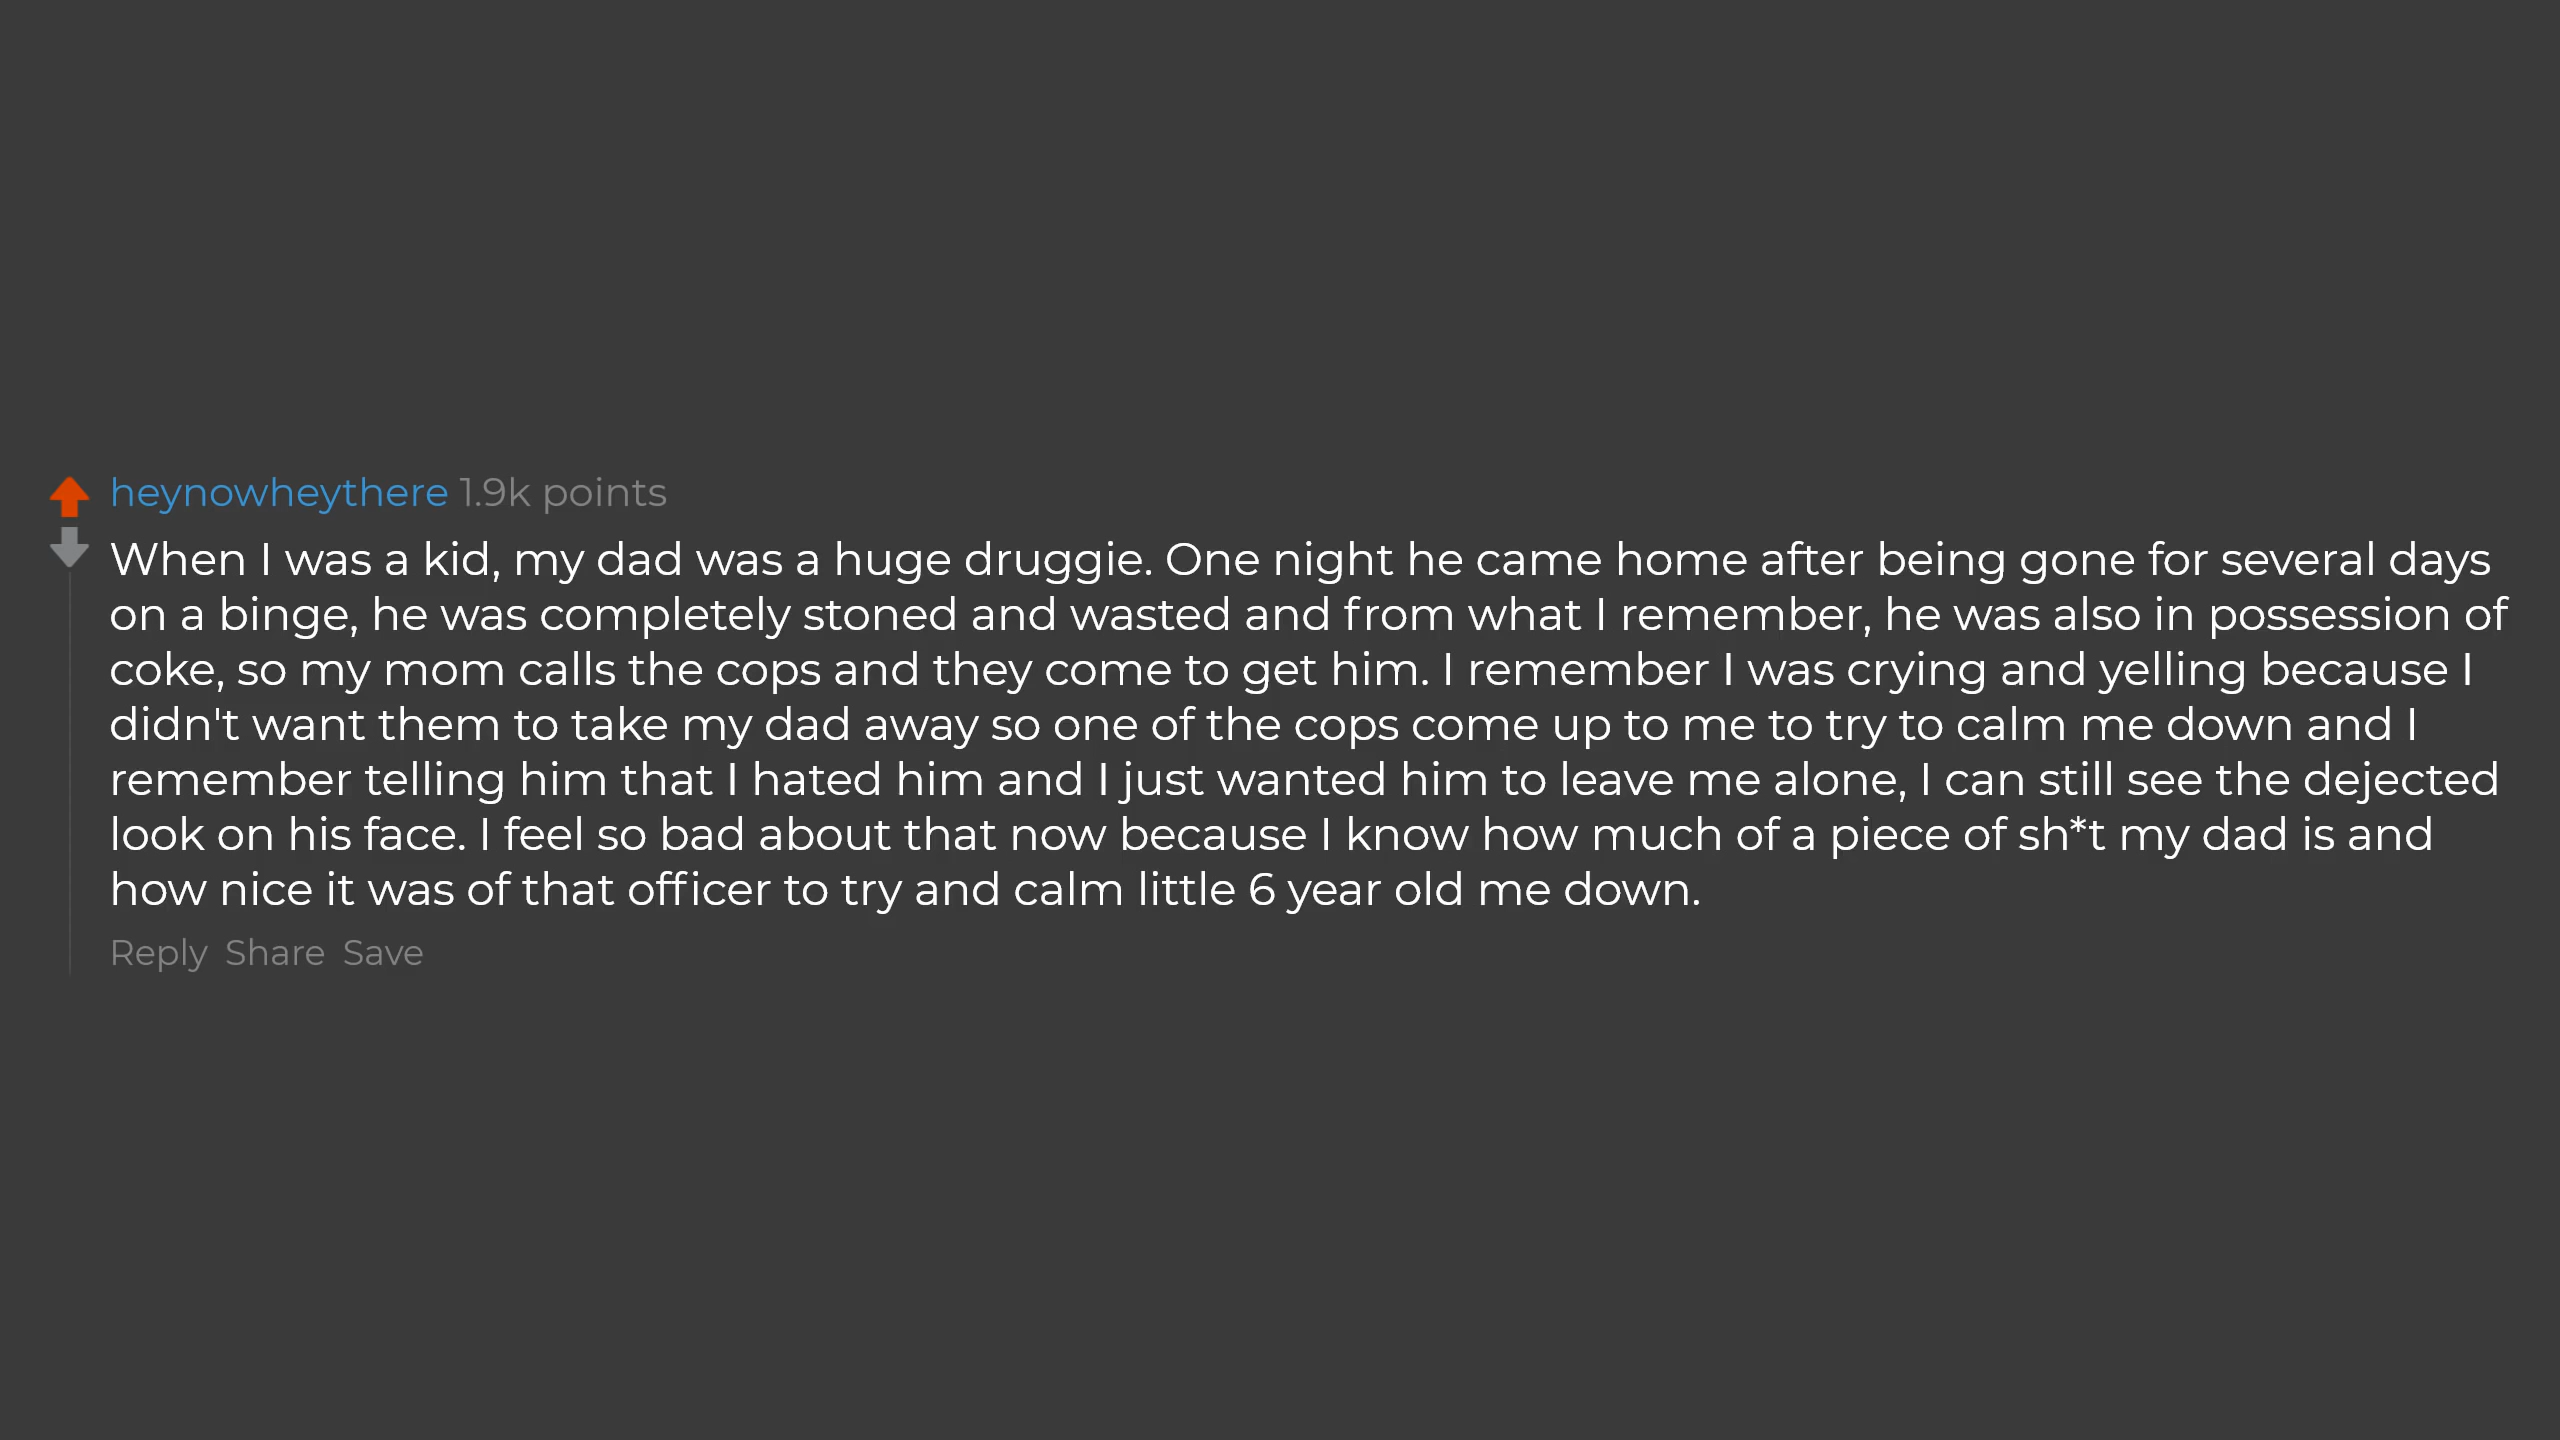 heynowheythere 1.9k points
When I was a kid, my dad was a huge druggie. One night he came home after being gone for several days
on a binge, he was completely stoned and wasted and from what I remember, he was also in possession of
coke, so my mom calls the cops and they come to get him. I remember I was crying and yelling because I
didn't want them to take my dad away so one of the cops come up to me to try to calm me down and I
remember telling him that I hated him and I just wanted him to leave me alone, I can still see the dejected
look on his face. I feel so bad about that now because I know how much of a piece of sh*t my dad is and
how nice it was of that officer to try and calm little 6 year old me down.
Reply Share Save